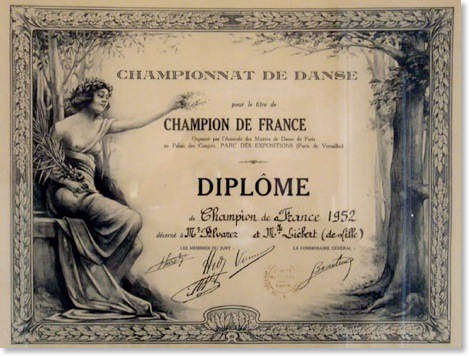 CHAMPIONNAT DE DANSE
pour le titre de
CHAMPION DE FRANCE
Organisé par l'Amicale des Maîtres de Danse de Paris
au Palais des Congrès, PARC DES EXPOSITIONS (Porte de Versailles)
DIPLÔME
de Champion de France 1952
décerné à Mr Alvarez et Mlle Liébert (de Lille)
LES MEMBRES DU JURY LE COMMISSAIRE GÉNÉRAL